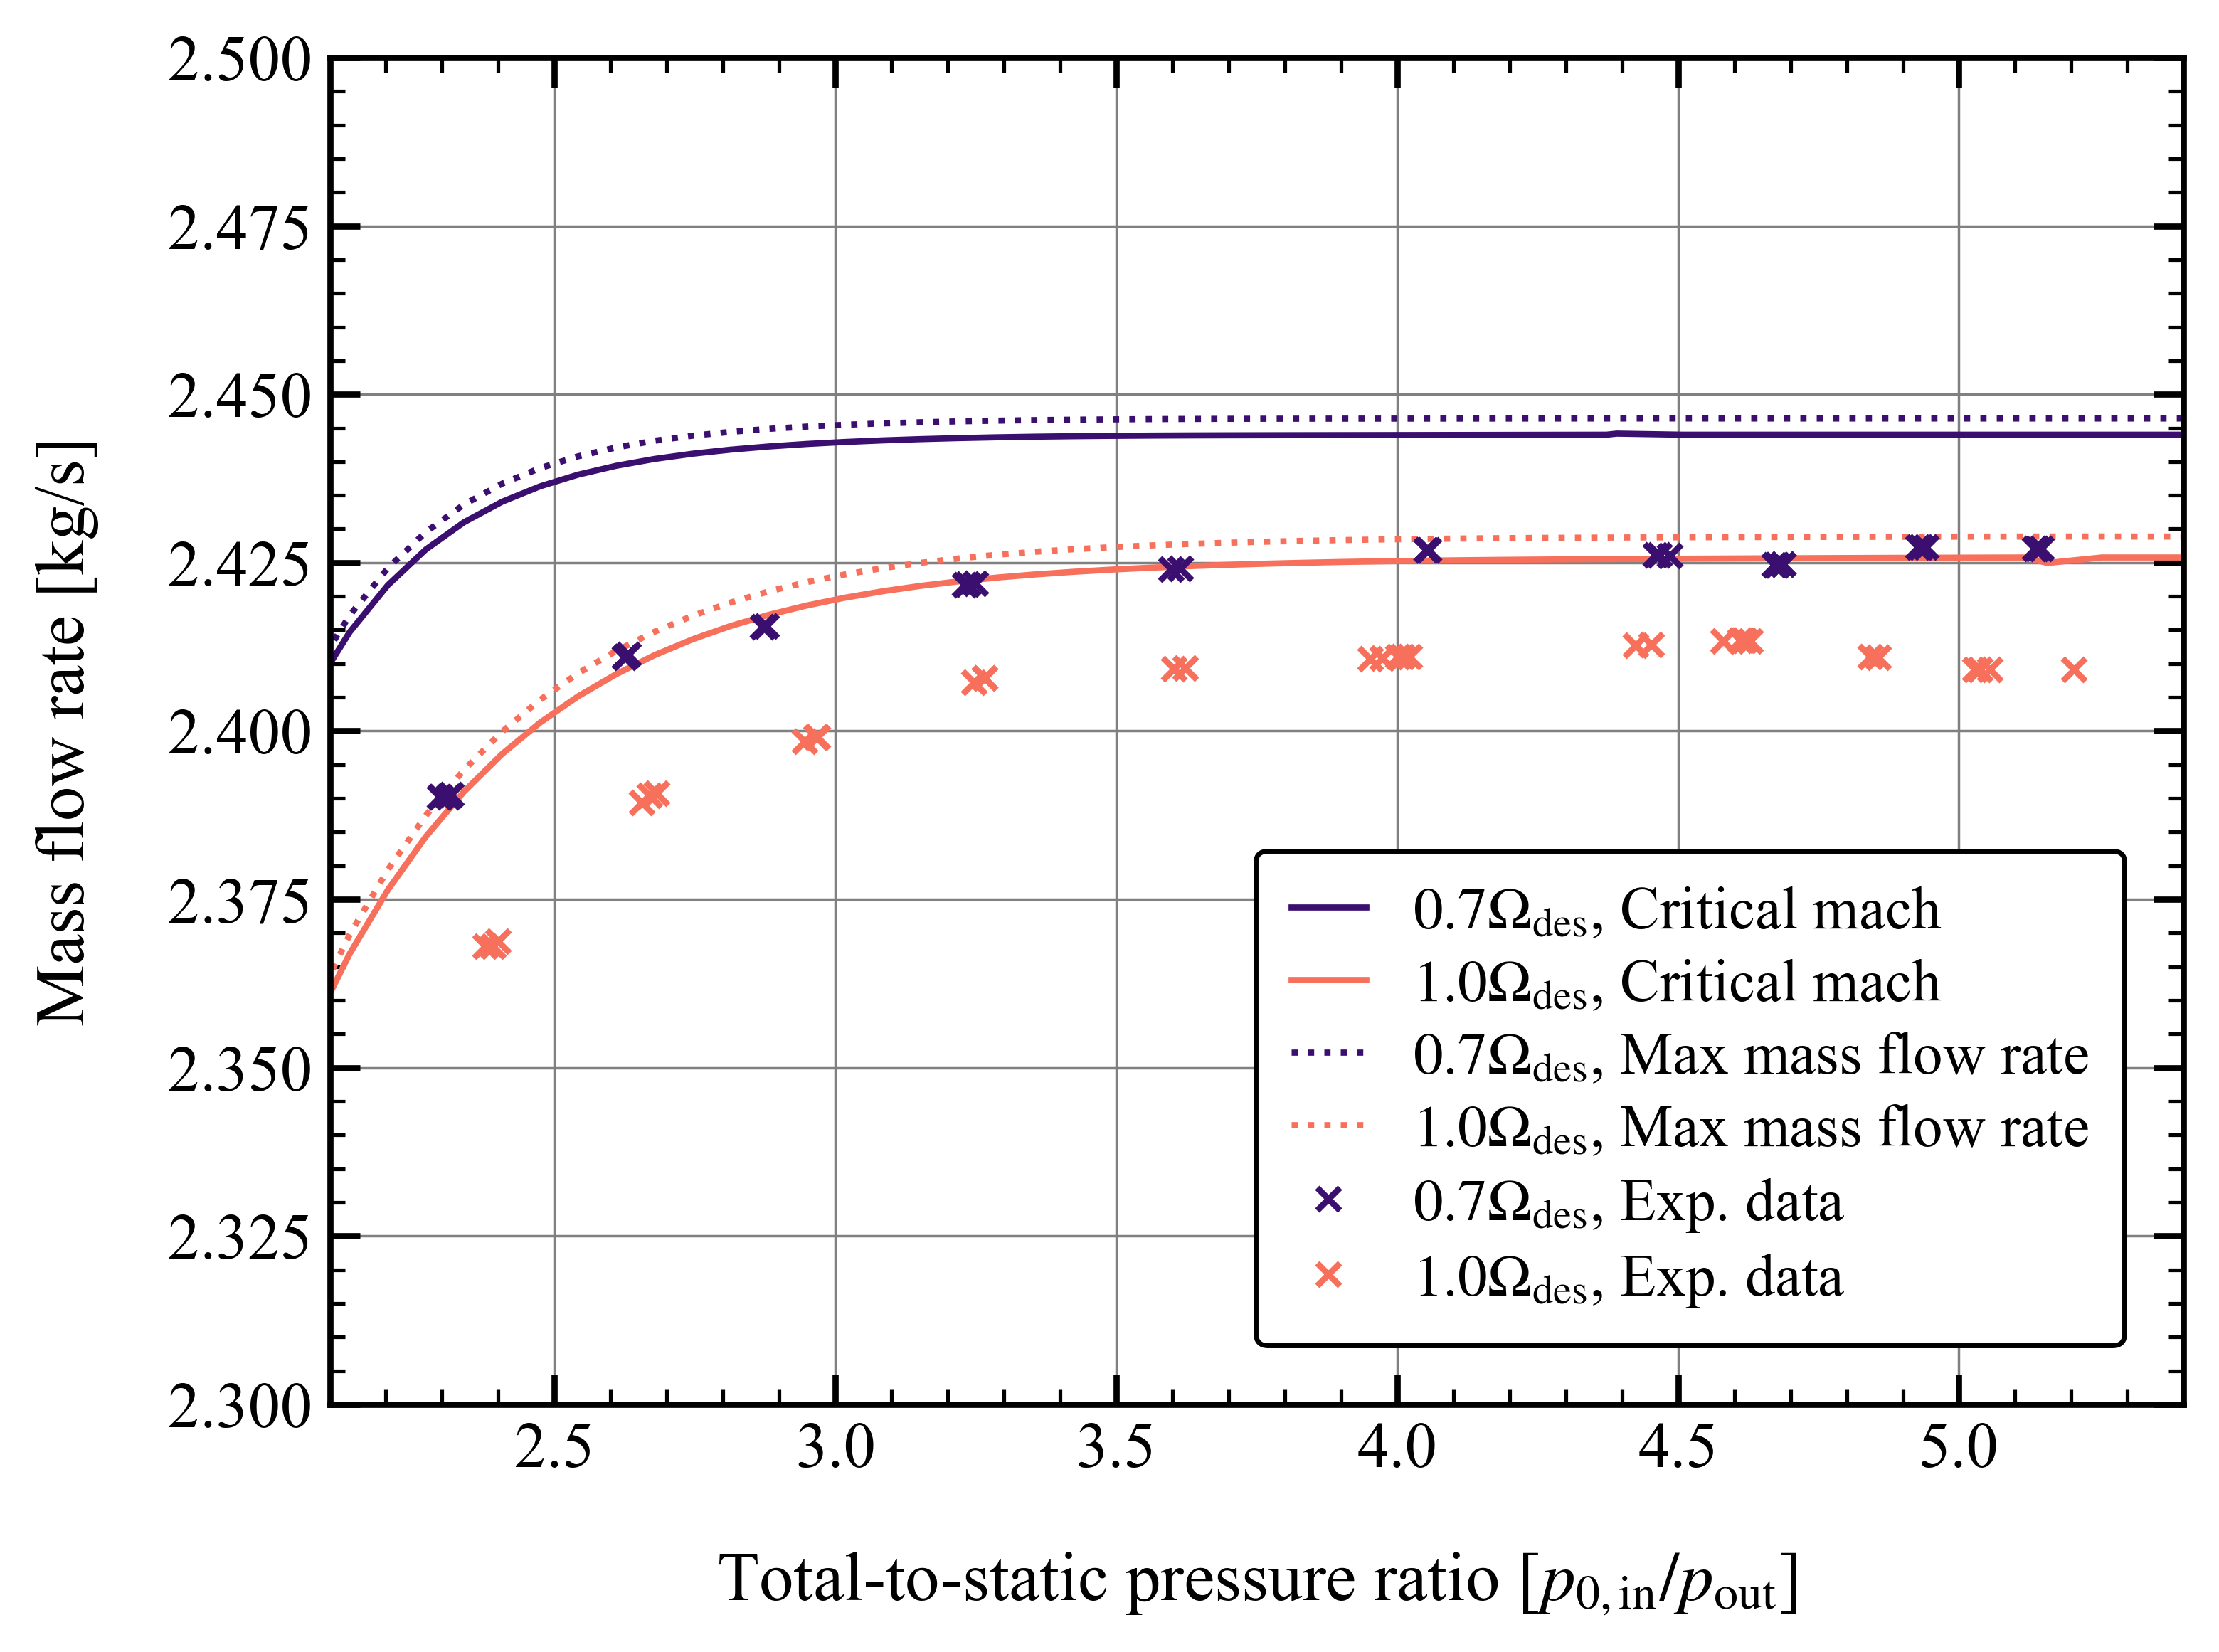 2.500
2.475
2.450
2.425
2.400
2.375
2.350
2.325
2.300
Mass flow rate [kg/s]
0.7Ωdes, Critical mach
1.0Ωdes, Critical mach
0.7Ωdes, Max mass flow rate
1.0Ωdes, Max mass flow rate
0.7Ωdes, Exp. data
1.0Ωdes, Exp. data
2.5 3.0 3.5 4.0 4.5 5.0
Total-to-static pressure ratio [p0, in/pout]